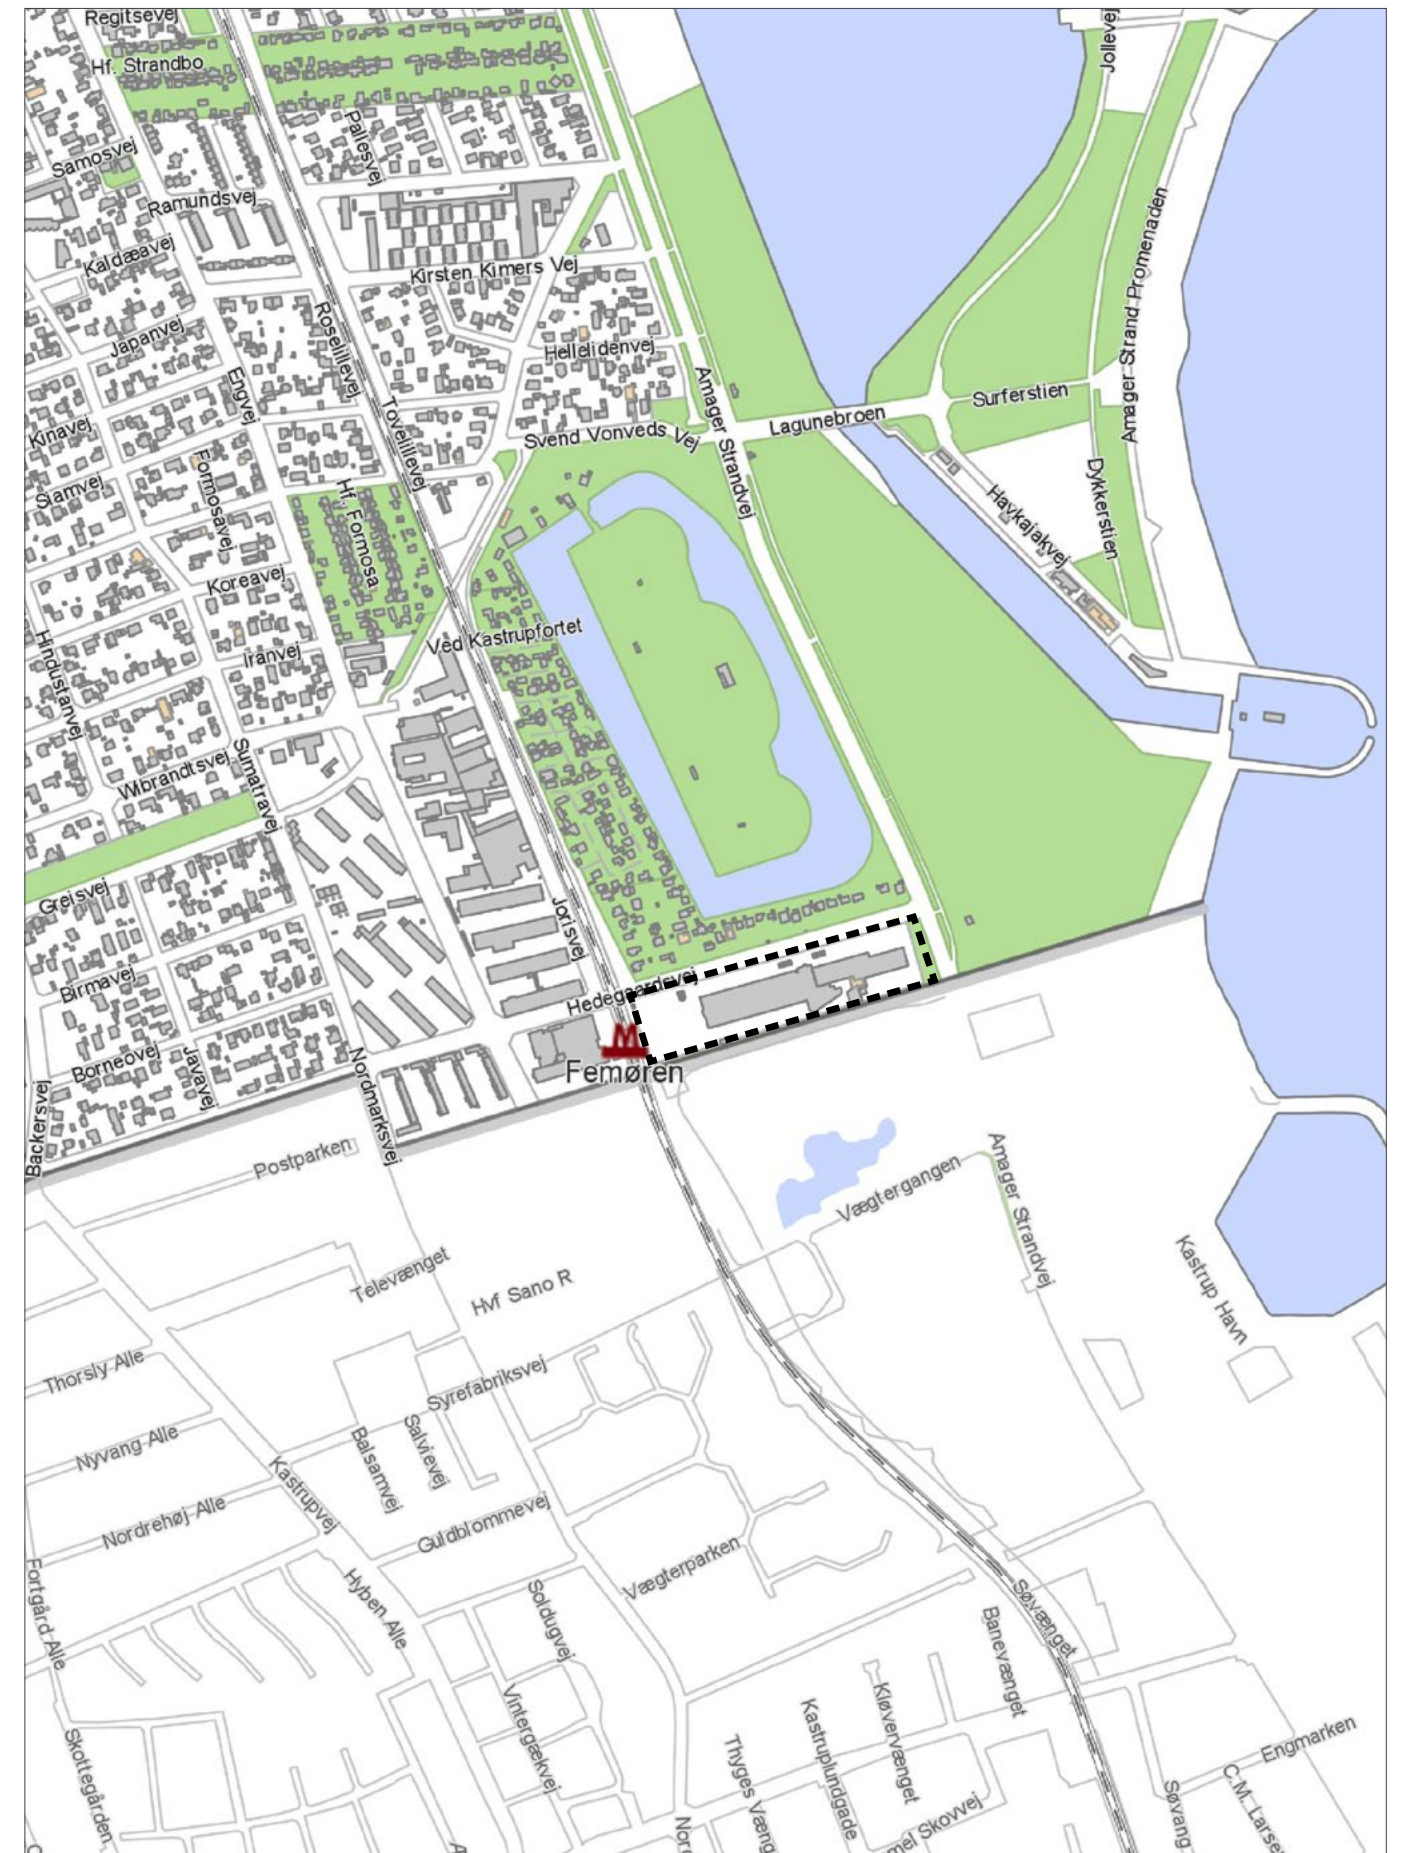 Regitsevej
Hf. Strandbo
Jollevej
Pallesvej
Samosvej
Ramundsvej
Kaldæavej
Kirsten Kimers Vej
Amager Strand Promenaden
Japanvej
Roselillevej
Hellelidenvej
Engvej
Tovelillevej
Amager Strandvej
Surferstien
Lagunebroen
Kinavej
Svend Vonveds Vej
Siamvej
Formosavej
Hf. Formosa
Dykkerstien
Havkajakvej
Koreavej
Ved Kastrupfortet
Iranvej
Hindustanvej
Wibrandtsvej
Sumatravej
Greisvej
Jorisvej
Birmavej
Hedegaardsvej
M
Femøren
Borneovej
Javavej
Nordmarksvej
Backersvej
Postparken
Vægtergangen
Amager Strandvej
Televænget
Hvf Sano R
Kastrup Havn
Thorsly Alle
Syrefabriksvej
Nyvang Alle
Balsamvej
Salvievej
Kastrupvej
Nordrehøj Alle
Guldblommevej
Vægterparken
Fortgård Alle
Hyben Alle
Soldugvej
Søvænget
Banevænget
Vintergækvej
Kastruplundgade
Kløvervænget
Skottegården
Thyges Væng
Engmarken
C.M. Larse
Søvang
mel Skovvej
Nord